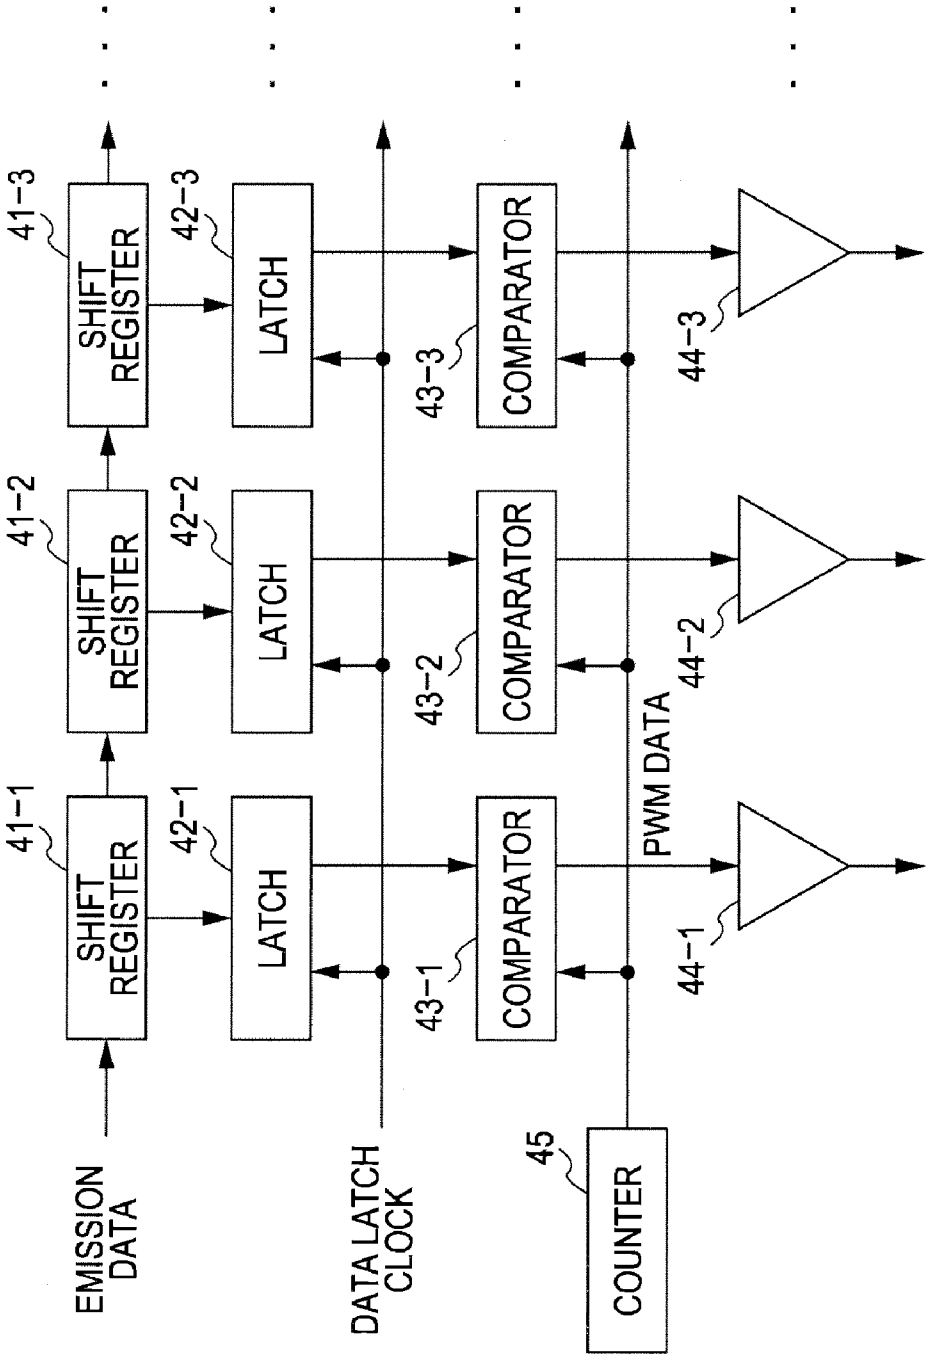 41-1
41-2
41-3
EMISSION
DATA
SHIFT
REGISTER
SHIFT
REGISTER
SHIFT
REGISTER
42-1
42-2
42-3
LATCH
LATCH
LATCH
DATA LATCH
CLOCK
43-1
43-2
43-3
COMPARATOR
COMPARATOR
COMPARATOR
45
COUNTER
PWM DATA
44-1
44-2
44-3